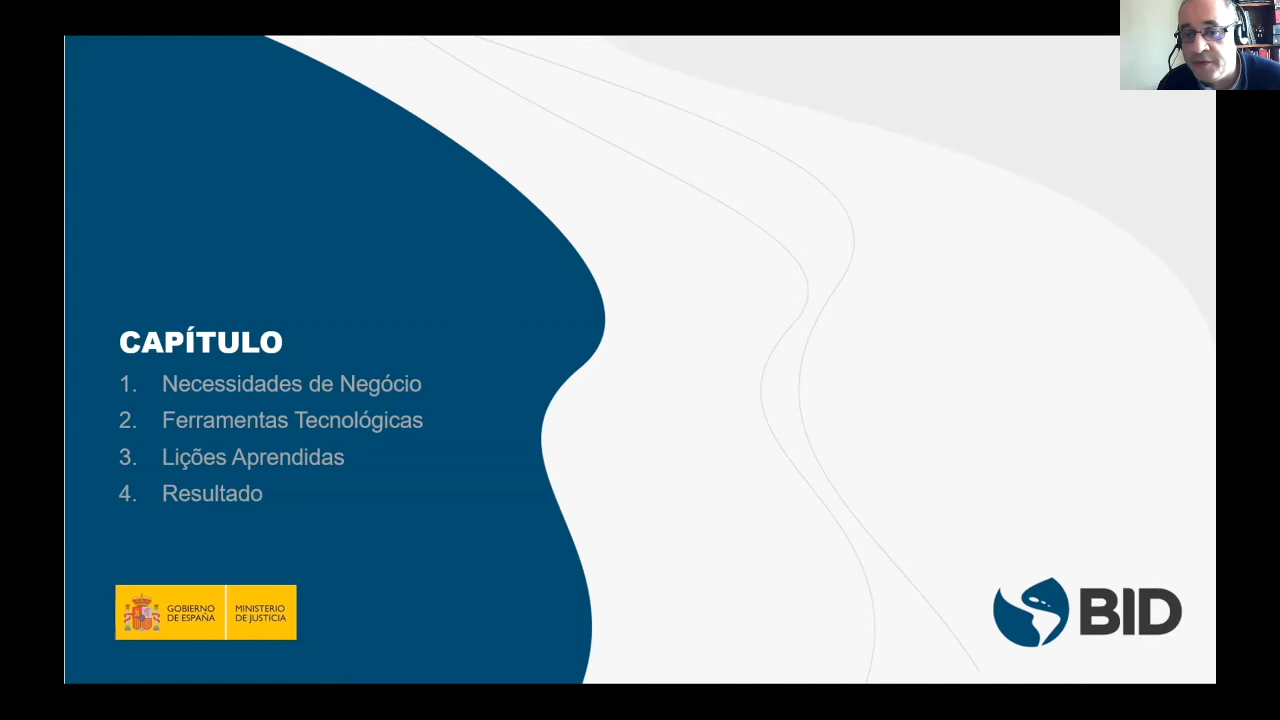 CAPÍTULO
1. Necessidades de Negócio
2. Ferramentas Tecnológicas
3. Lições Aprendidas
4. Resultado
GOBIERNO
DE ESPAÑA
MINISTERIO
DE JUSTICIA
BID